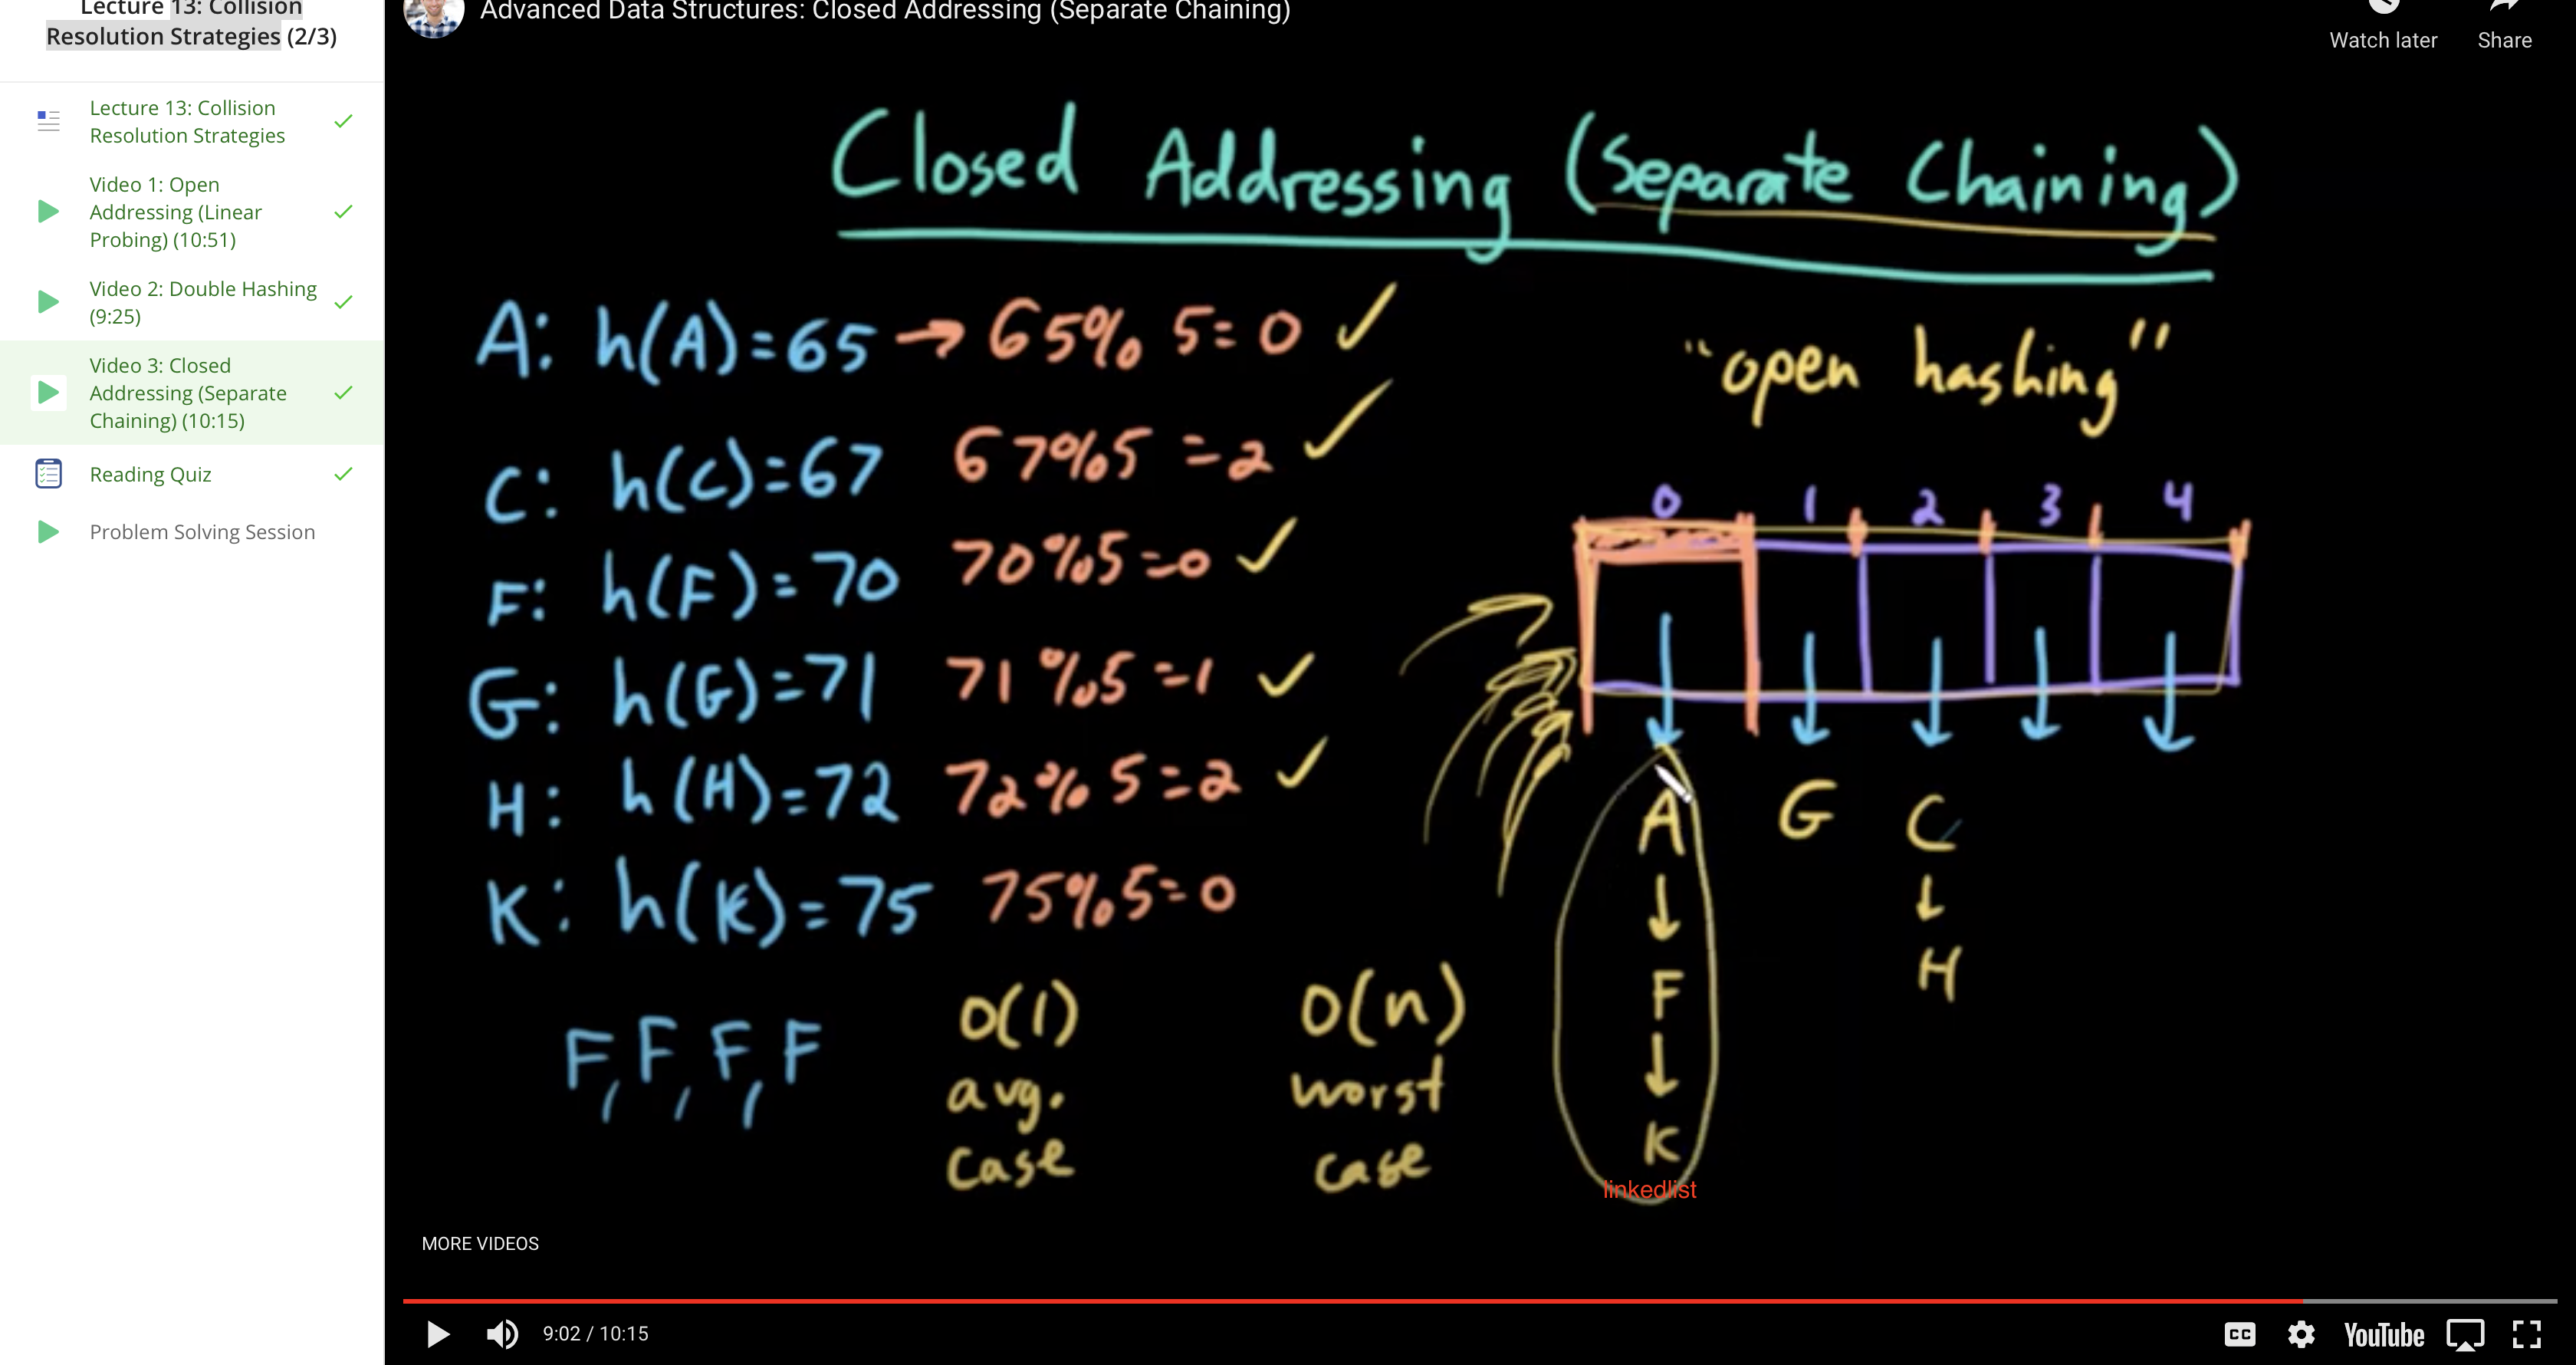 Lecture 13: Collision
Resolution Strategies (2/3)
Lecture 13: Collision
Resolution Strategies
Video 1: Open
Addressing (Linear
Probing) (10:51)
Video 2: Double Hashing
(9:25)
Video 3: Closed
Addressing (Separate
Chaining) (10:15)
Reading Quiz
Problem Solving Session
Advanced Data Structures: Closed Addressing (Separate Chaining)
Watch later
Share
Closed Addressing (Separate Chaining)
"open hashing"
A: h(A)=65 → 65% 5=0 ✓
C: h(C)=67 67%5 =2 ✓
F: h(F)=70 70%5=0 ✓
G: h(G)=71 71%5=1 ✓
H: h(H)=72 72%5=2 ✓
K: h(K)=75 75%5=0
F, F, F, F
O(1)
avg.
case
O(n)
worst
case
0 1 2 3 4
A G C
↓ ↓
F H
↓
K
linkedlist
MORE VIDEOS
9:02 / 10:15
CC
YouTube